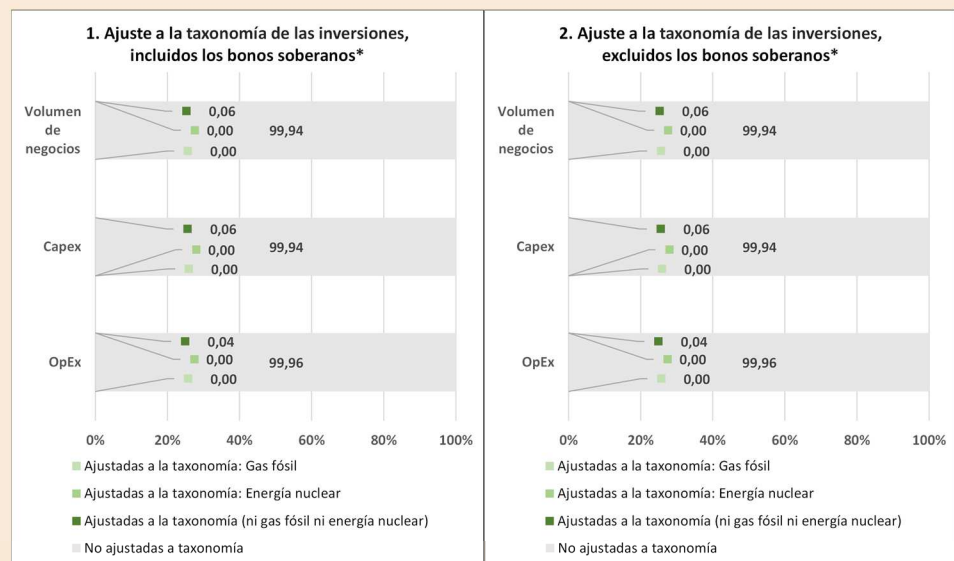 1. Ajuste a la taxonomía de las inversiones,
incluidos los bonos soberanos*
Volumen
de
negocios
0,06
0,00
99,94
0,00
Capex
0,06
0,00
99,94
0,00
OpEx
0,04
0,00
99,96
0,00
0% 20% 40% 60% 80% 100%
Ajustadas a la taxonomía: Gas fósil
Ajustadas a la taxonomía: Energía nuclear
Ajustadas a la taxonomía (ni gas fósil ni energía nuclear)
No ajustadas a taxonomía
2. Ajuste a la taxonomía de las inversiones,
excluidos los bonos soberanos*
Volumen
de
negocios
0,06
0,00
99,94
0,00
Capex
0,06
0,00
99,94
0,00
OpEx
0,04
0,00
99,96
0,00
0% 20% 40% 60% 80% 100%
Ajustadas a la taxonomía: Gas fósil
Ajustadas a la taxonomía: Energía nuclear
Ajustadas a la taxonomía (ni gas fósil ni energía nuclear)
No ajustadas a taxonomía